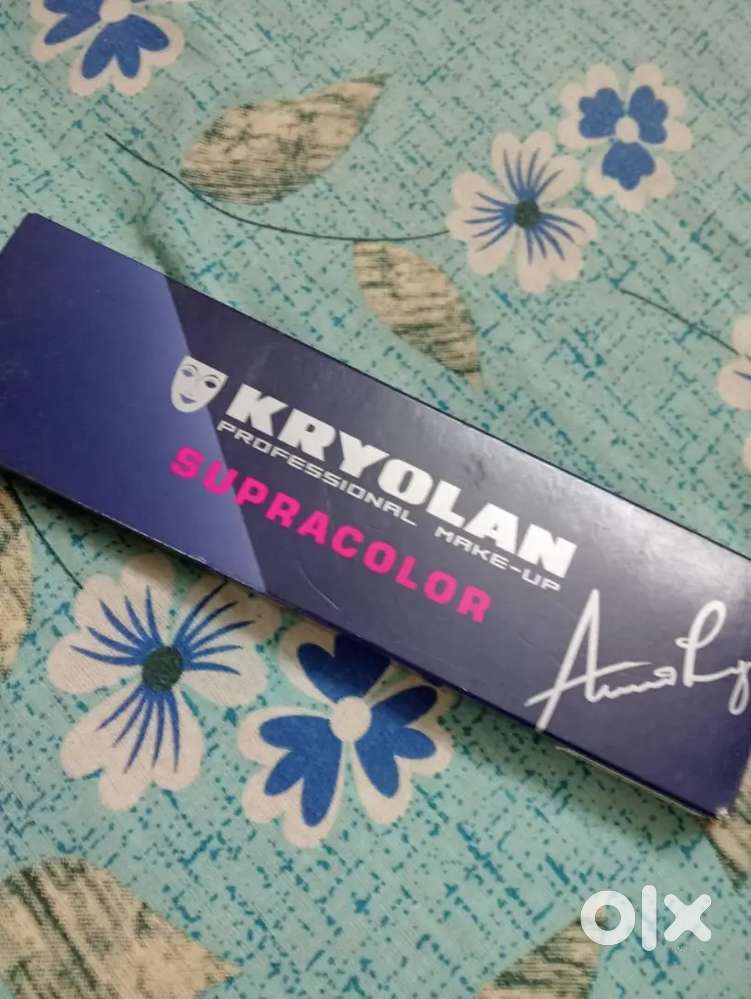 KRYOLAN
PROFESSIONAL MAKE-UP
SUPRACOLOR
olx